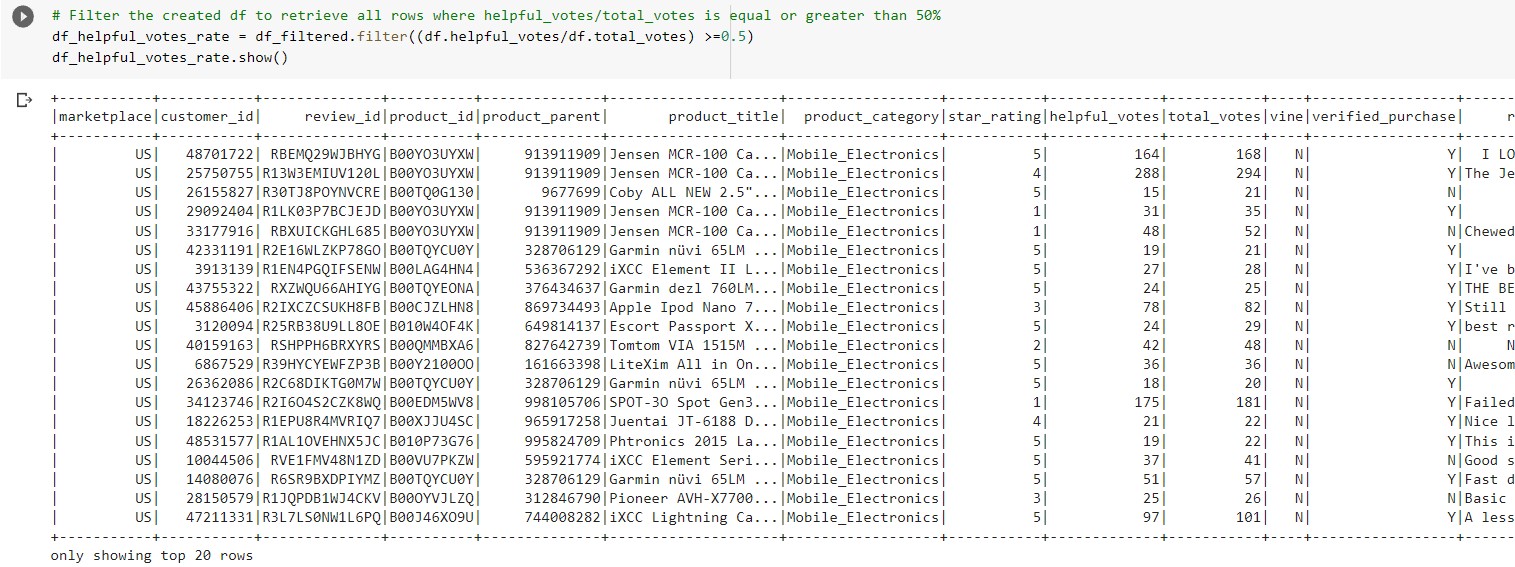 # Filter the created df to retrieve all rows where helpful_votes/total_votes is equal or greater than 50%
df_helpful_votes_rate = df_filtered.filter((df.helpful_votes/df.total_votes) >=0.5)
df_helpful_votes_rate.show()
+-----------+-----------+--------------+----------+--------------+--------------------+------------------+-----------+-------------+-----------+----+-----------------+------
|marketplace|customer_id|     review_id|product_id|product_parent|       product_title|  product_category|star_rating|helpful_votes|total_votes|vine|verified_purchase|     r
+-----------+-----------+--------------+----------+--------------+--------------------+------------------+-----------+-------------+-----------+----+-----------------+------
|         US|   48701722| RBEMQ29WJBHYG|B00YO3UYXW|     913911909|Jensen MCR-100 Ca...|Mobile_Electronics|          5|          164|        168|   N|                Y|  I LO
|         US|   25750755|R13W3EMIUV120L|B00YO3UYXW|     913911909|Jensen MCR-100 Ca...|Mobile_Electronics|          4|          288|        294|   N|                Y|The Je
|         US|   26155827|R30TJ8POYNVCRE|B00TQ0G130|       9677699|Coby ALL NEW 2.5"...|Mobile_Electronics|          5|           15|         21|   N|                N|
|         US|   29092404|R1LK03P7BCJEJD|B00YO3UYXW|     913911909|Jensen MCR-100 Ca...|Mobile_Electronics|          1|           31|         35|   N|                Y|
|         US|   33177916| RBXUICKGHL685|B00YO3UYXW|     913911909|Jensen MCR-100 Ca...|Mobile_Electronics|          1|           48|         52|   N|                N|Chewed
|         US|   42331191|R2E16WLZKP78GO|B00TQYCU0Y|     328706129|Garmin nüvi 65LM ...|Mobile_Electronics|          5|           19|         21|   N|                Y|
|         US|    3913139|R1EN4PGQIFSENW|B00LAG4HN4|     536367292|iXCC Element II L...|Mobile_Electronics|          5|           27|         28|   N|                Y|I've b
|         US|   43755322| RXZWQU66AHIYG|B00TQYEONA|     376434637|Garmin dezl 760LM...|Mobile_Electronics|          5|           24|         25|   N|                Y|THE BE
|         US|   45886406|R2IXCZCSUKH8FB|B00CJZLHN8|     869734493|Apple Ipod Nano 7...|Mobile_Electronics|          3|           78|         82|   N|                Y|Still
|         US|    3120094|R25RB38U9LL8OE|B010W4OF4K|     649814137|Escort Passport X...|Mobile_Electronics|          5|           24|         29|   N|                Y|best r
|         US|   40159163| RSHPPH6BRXYRS|B00QMMBXA6|     827642739|Tomtom VIA 1515M ...|Mobile_Electronics|          2|           42|         48|   N|                N|     N
|         US|    6867529|R39HYCYEWFZP3B|B00Y2100OO|     161663398|LiteXim All in On...|Mobile_Electronics|          5|           36|         36|   N|                N|Awesom
|         US|   26362086|R2C68DIKTG0M7W|B00TQYCU0Y|     328706129|Garmin nüvi 65LM ...|Mobile_Electronics|          5|           18|         20|   N|                Y|
|         US|   34123746|R2I6O4S2CZK8WQ|B00EDM5WV8|     998105706|SPOT-3O Spot Gen3...|Mobile_Electronics|          1|          175|        181|   N|                Y|Failed
|         US|   18226253|R1EPU8R4MVRIQ7|B00XJJU4SC|     965917258|Juentai JT-6188 D...|Mobile_Electronics|          4|           21|         22|   N|                Y|Nice l
|         US|   48531577|R1AL1OVEHNX5JC|B010P73G76|     995824709|Phtronics 2015 La...|Mobile_Electronics|          5|           19|         22|   N|                Y|This i
|         US|   10044506| RVE1FMV48N1ZD|B00VU7PKZW|     595921774|iXCC Element Seri...|Mobile_Electronics|          5|           37|         41|   N|                N|Good s
|         US|   14080076| R6SR9BXDPIYMZ|B00TQYCU0Y|     328706129|Garmin nüvi 65LM ...|Mobile_Electronics|          5|           51|         57|   N|                Y|Fast d
|         US|   28150579|R1JQPDB1WJ4CKV|B00OYVJLZQ|     312846790|Pioneer AVH-X7700...|Mobile_Electronics|          3|           25|         26|   N|                N|Basic
|         US|   47211331|R3L7LS0NW1L6PQ|B00J46XO9U|     744008282|iXCC Lightning Ca...|Mobile_Electronics|          5|           97|        101|   N|                Y|A less
+-----------+-----------+--------------+----------+--------------+--------------------+------------------+-----------+-------------+-----------+----+-----------------+------
only showing top 20 rows